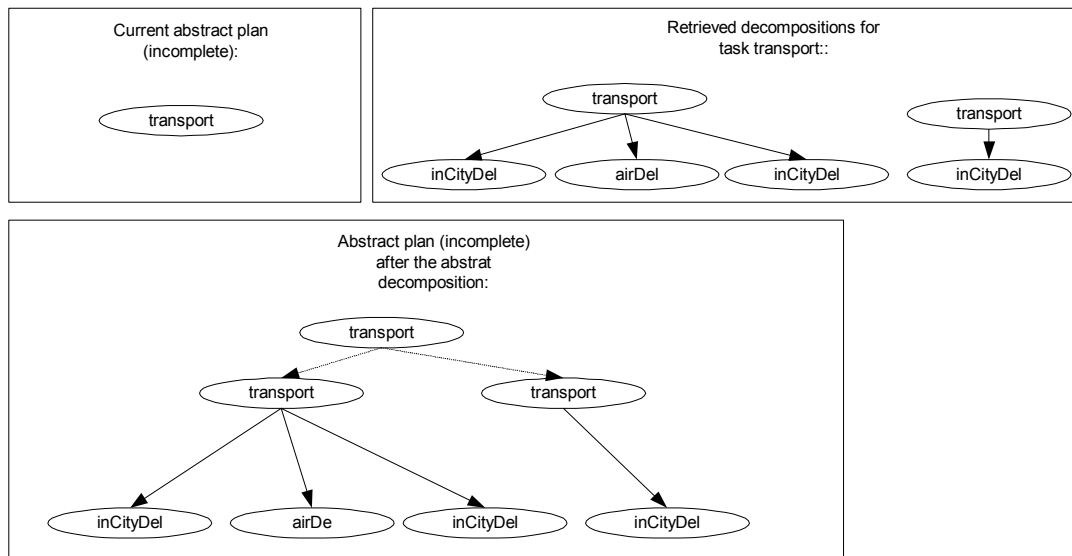 Current abstract plan
(incomplete):
transport
Retrieved decompositions for
task transport::
transport
transport
inCityDel
airDel
inCityDel
inCityDel
Abstract plan (incomplete)
after the abstrat
decomposition:
transport
transport
transport
inCityDel
airDe
inCityDel
inCityDel